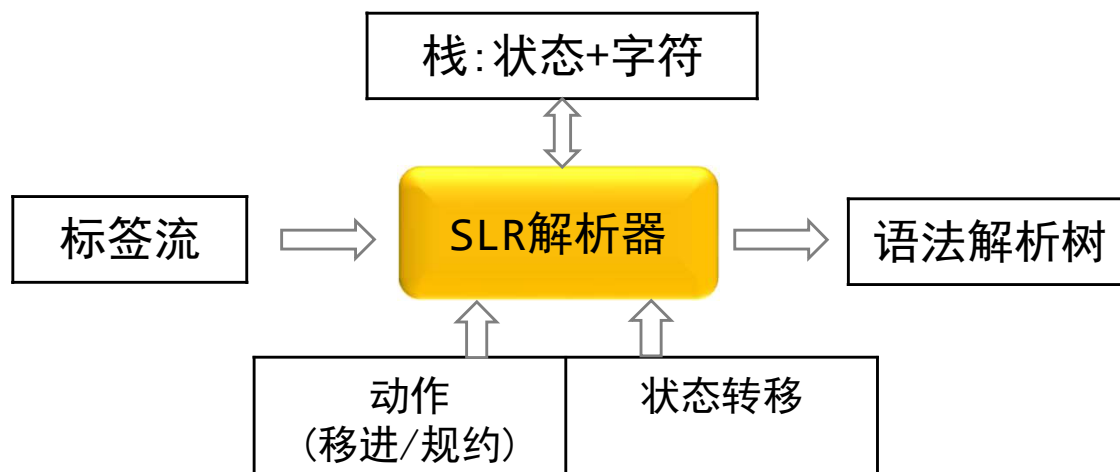 栈:状态+字符
标签流
SLR解析器
语法解析树
动作
(移进/规约)
状态转移